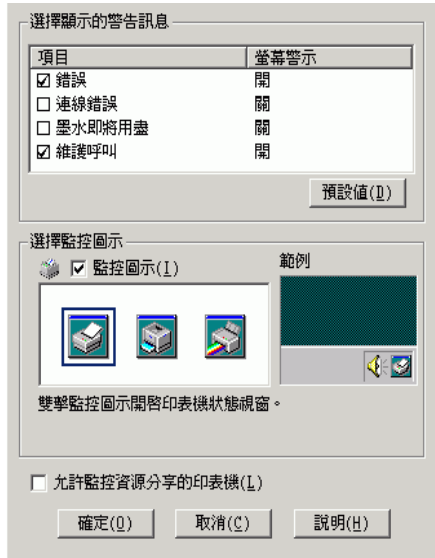 選擇顯示的警告訊息
項目 螢幕警示
錯誤 開
連線錯誤 關
墨水即將用盡 關
維護呼叫 開
預設值(D)
選擇監控圖示
監控圖示(I)
範例
雙擊監控圖示開啟印表機狀態視窗。
允許監控資源分享的印表機(L)
確定(O) 取消(C) 說明(H)